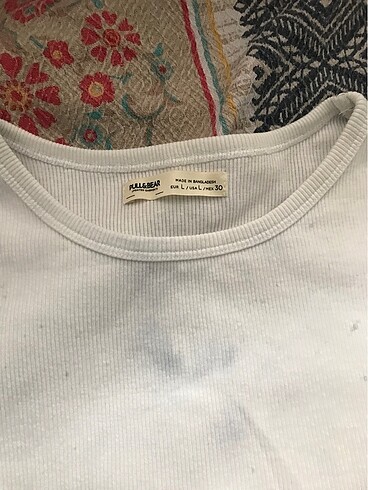 PULL&BEAR
MADE IN BANGLADESH
EUR L / USA L / MEX 30